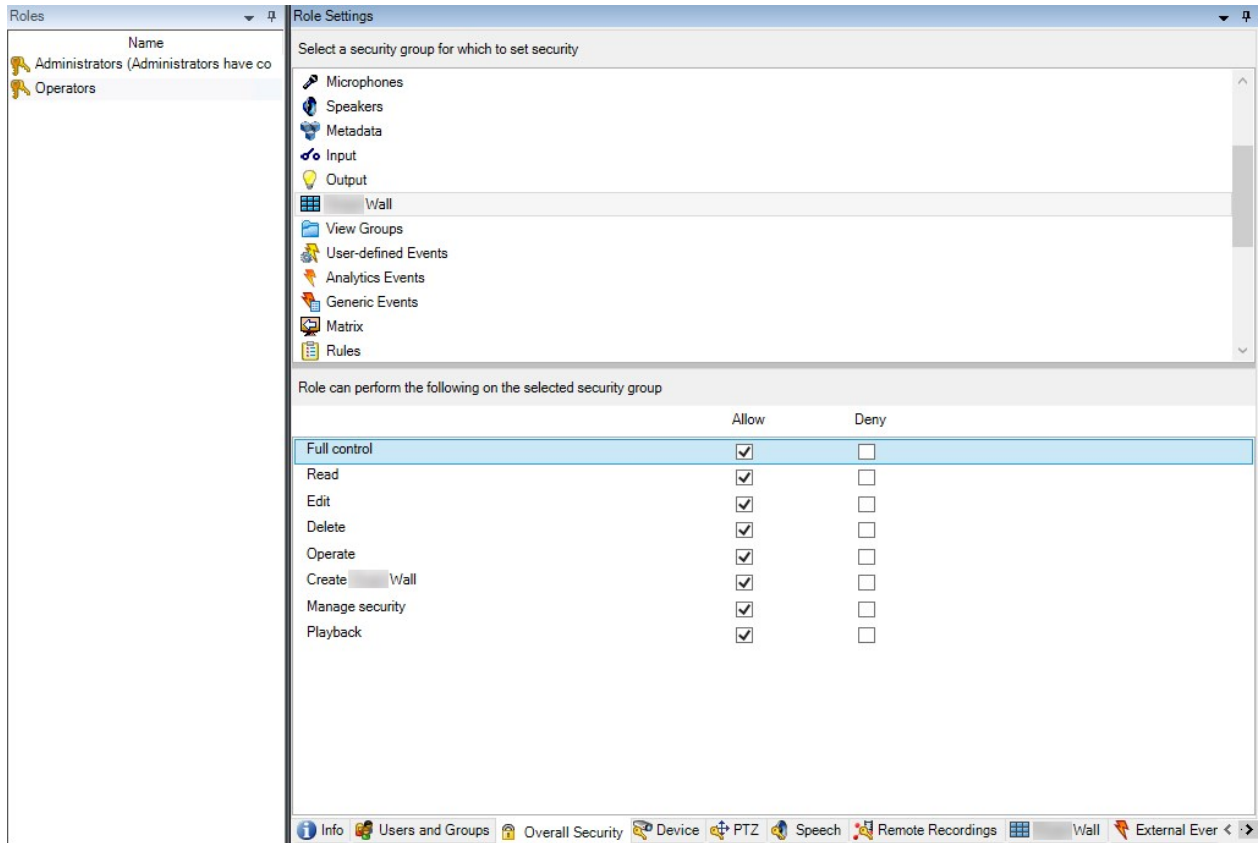 Roles
Name
Administrators (Administrators have co
Operators
Role Settings
Select a security group for which to set security
Microphones
Speakers
Metadata
Input
Output
Wall
View Groups
User-defined Events
Analytics Events
Generic Events
Matrix
Rules
Role can perform the following on the selected security group
Allow Deny
Full control
Read
Edit
Delete
Operate
Create Wall
Manage security
Playback
Info Users and Groups Overall Security Device PTZ Speech Remote Recordings Wall External Ever